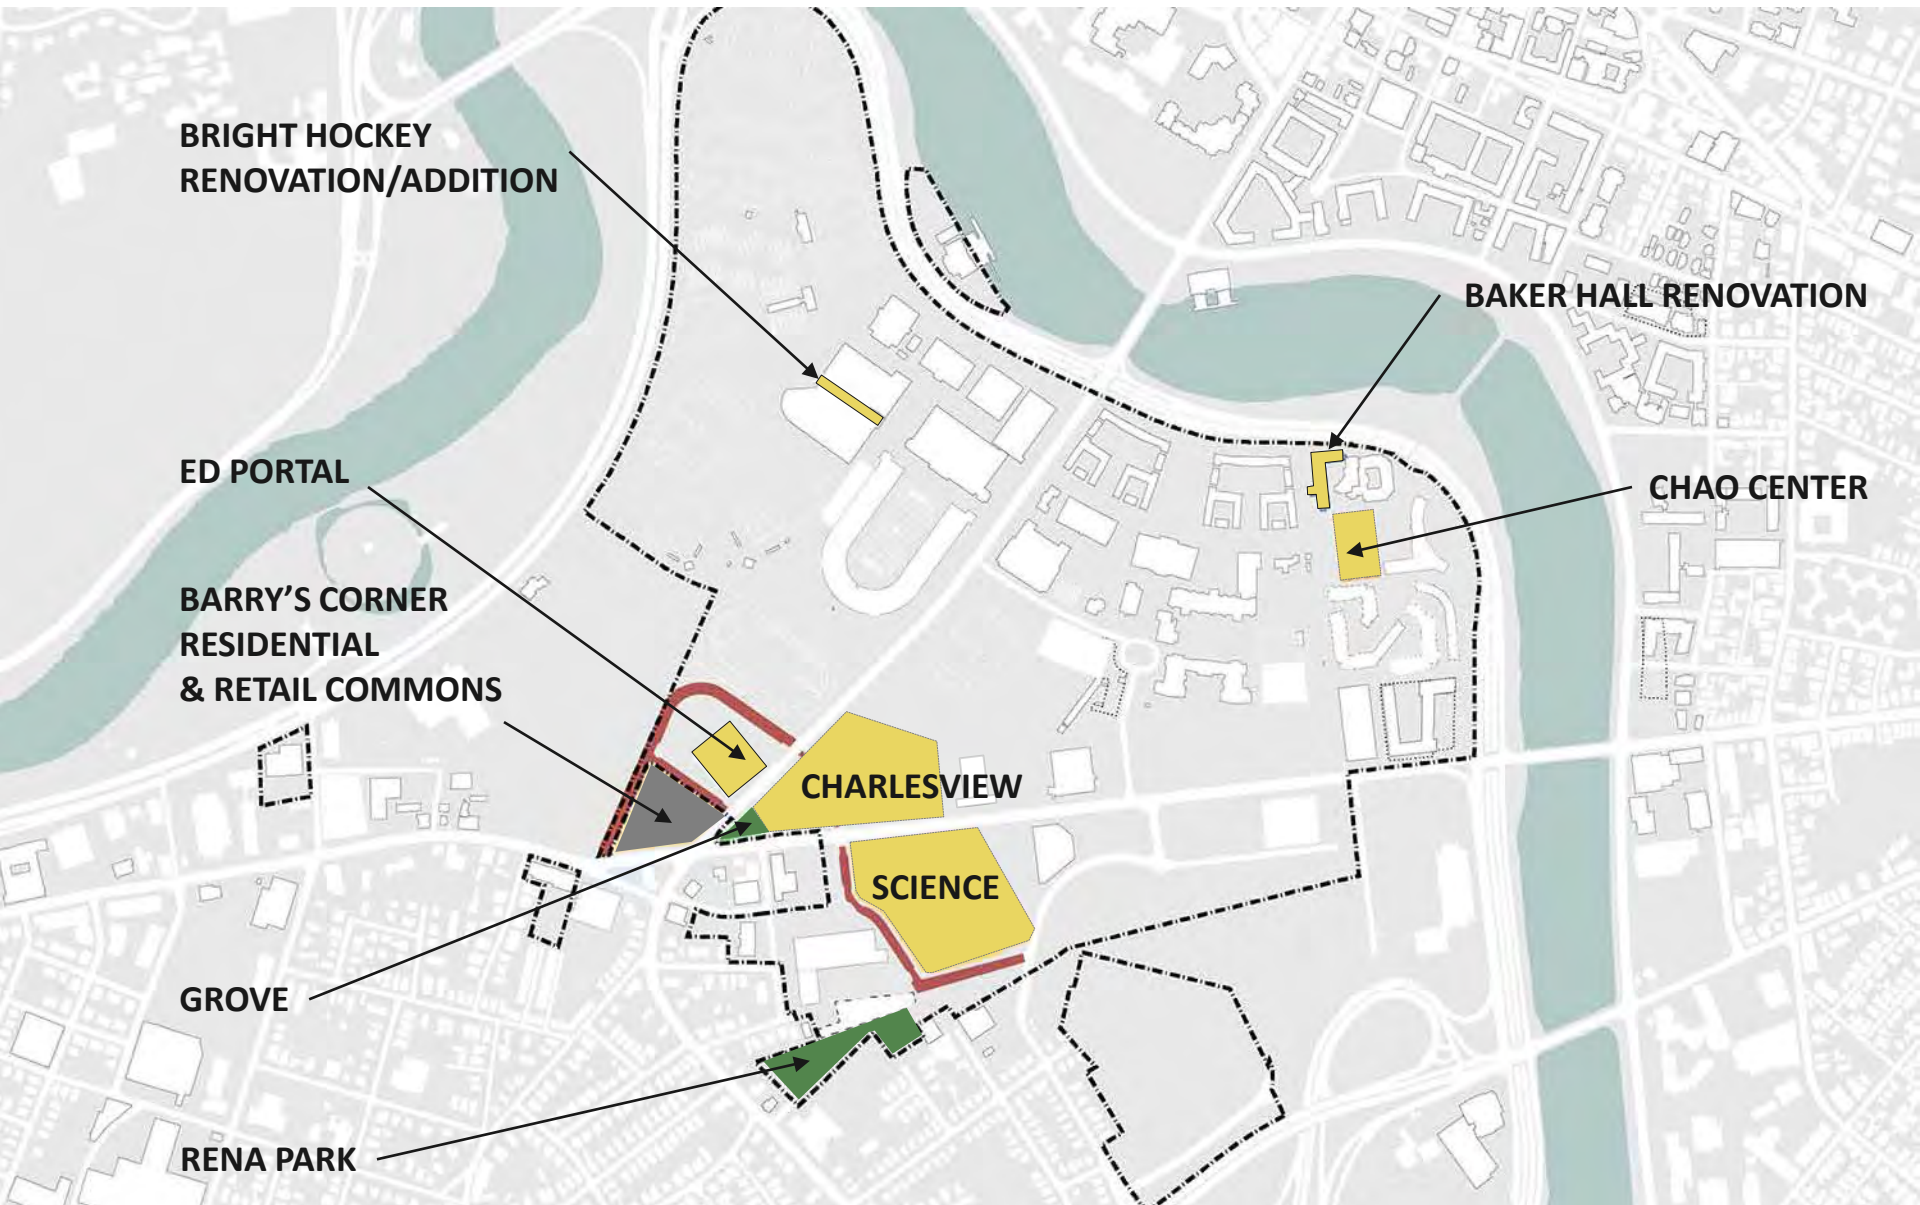 BRIGHT HOCKEY
RENOVATION/ADDITION
BAKER HALL RENOVATION
ED PORTAL
CHAO CENTER
BARRY’S CORNER
RESIDENTIAL
& RETAIL COMMONS
CHARLESVIEW
SCIENCE
GROVE
RENA PARK